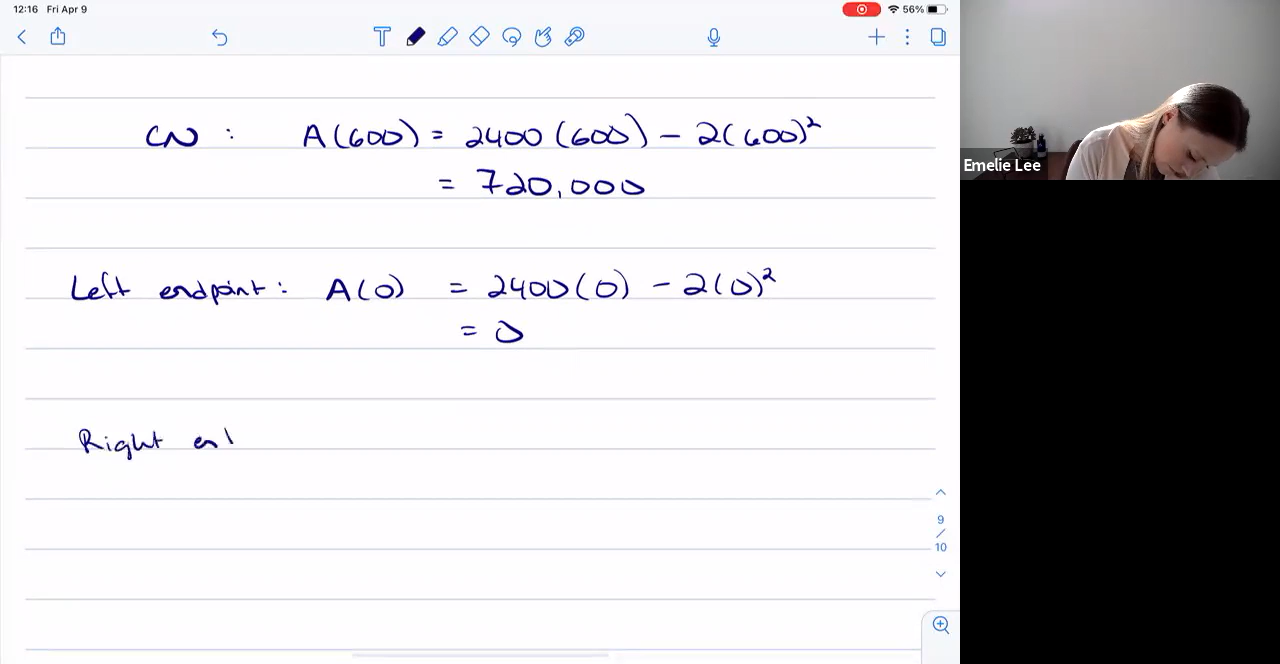 12:16 Fri Apr 9
56%
CN : A(600) = 2400(600) - 2(600)²
= 720,000
Emelie Lee
Left endpoint: A(0) = 2400(0) - 2(0)²
= 0
Right en
9
/
10